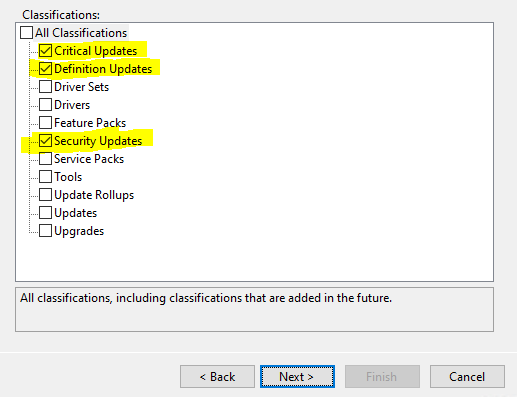 Classifications:
All Classifications
Critical Updates
Definition Updates
Driver Sets
Drivers
Feature Packs
Security Updates
Service Packs
Tools
Update Rollups
Updates
Upgrades
All classifications, including classifications that are added in the future.
< Back Next > Finish Cancel